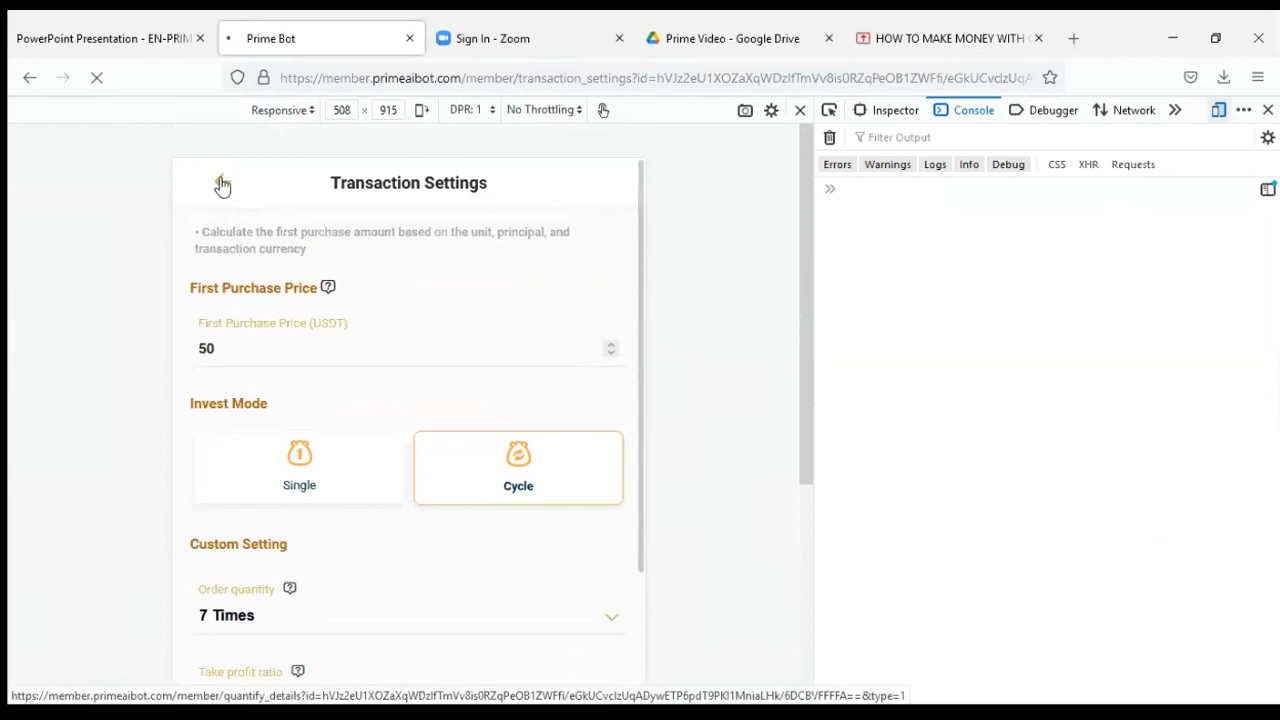 PowerPoint Presentation - EN-PRIM
Prime Bot
Sign In - Zoom
Prime Video - Google Drive
HOW TO MAKE MONEY WITH
Responsive
508 × 915
DPR: 1
No Throttling
Inspector
Console
Debugger
Network
Filter Output
Errors
Warnings
Logs
Info
Debug
CSS
XHR
Requests
Transaction Settings
• Calculate the first purchase amount based on the unit, principal, and
transaction currency
First Purchase Price
First Purchase Price (USDT)
50
Invest Mode
Single
Cycle
Custom Setting
Order quantity
7 Times
Take profit ratio